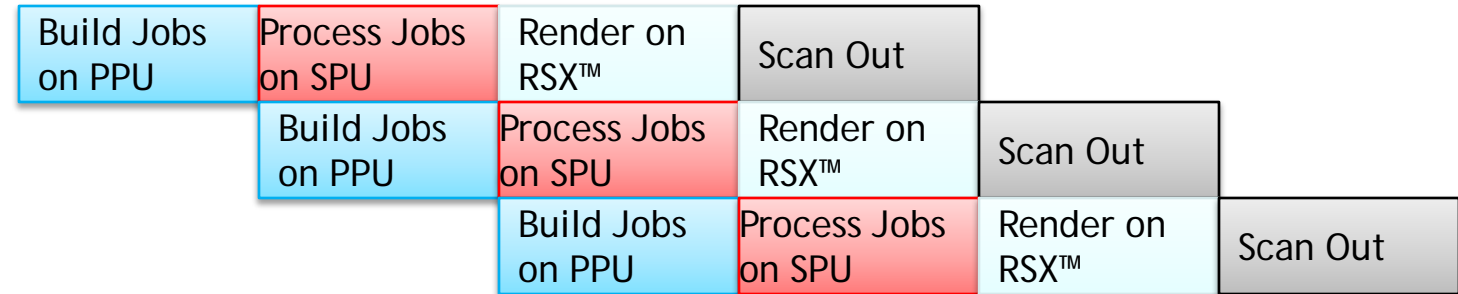 Build Jobs
on PPU
Process Jobs
on SPU
Render on
RSX™
Scan Out
Build Jobs
on PPU
Process Jobs
on SPU
Render on
RSX™
Scan Out
Build Jobs
on PPU
Process Jobs
on SPU
Render on
RSX™
Scan Out